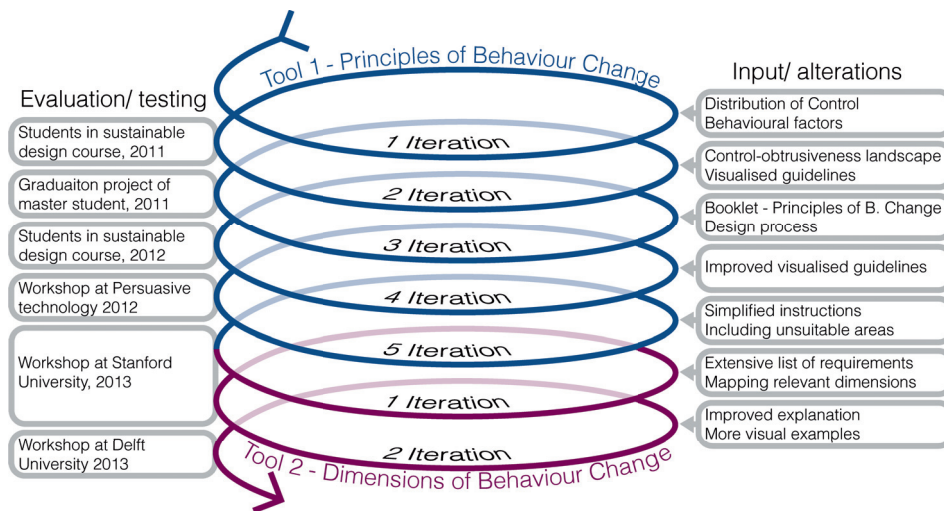 Tool 1 - Principles of Behaviour Change
Evaluation/ testing
Students in sustainable
design course, 2011
Graduaiton project of
master student, 2011
Students in sustainable
design course, 2012
Workshop at Persuasive
technology 2012
Workshop at Stanford
University, 2013
Workshop at Delft
University 2013
1 Iteration
2 Iteration
3 Iteration
4 Iteration
5 Iteration
1 Iteration
2 Iteration
Tool 2 - Dimensions of Behaviour Change
Input/ alterations
Distribution of Control
Behavioural factors
Control-obtrusiveness landscape
Visualised guidelines
Booklet - Principles of B. Change
Design process
Improved visualised guidelines
Simplified instructions
Including unsuitable areas
Extensive list of requirements
Mapping relevant dimensions
Improved explanation
More visual examples